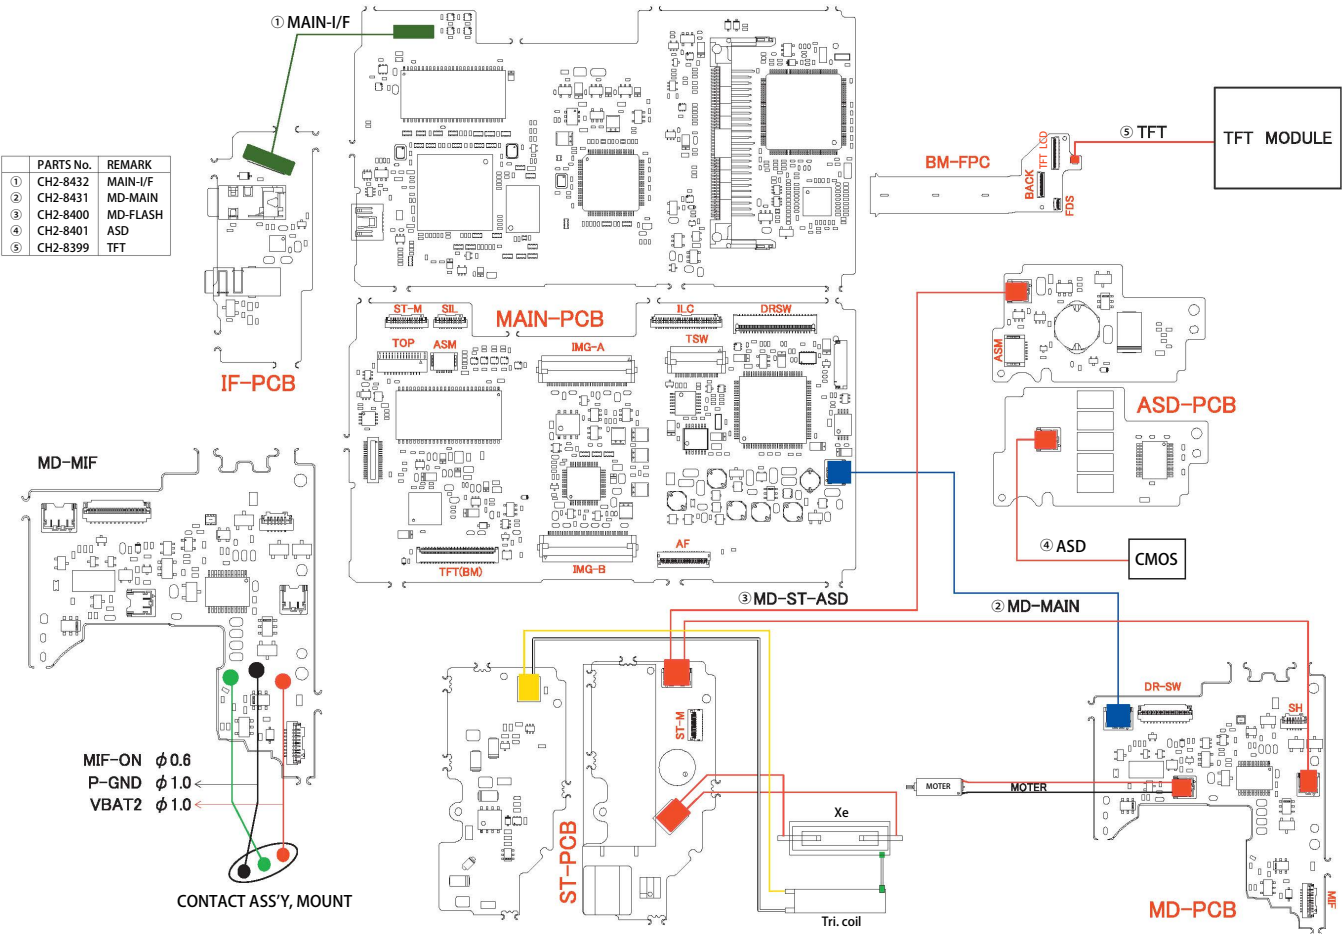 ① MAIN-I/F
PARTS No. REMARK
① CH2-8432 MAIN-I/F
② CH2-8431 MD-MAIN
③ CH2-8400 MD-FLASH
④ CH2-8401 ASD
⑤ CH2-8399 TFT
IF-PCB
⑤ TFT
TFT MODULE
BM-FPC
TFT LCD
BACK
FDS
ST-M SIL
MAIN-PCB
ILC DRSW
TOP ASM
IMG-A
TSW
ASM
ASD-PCB
MD-MIF
④ ASD
CMOS
TFT(BM)
IMG-B
AF
③ MD-ST-ASD
② MD-MAIN
DR-SW
SH
ST-M
MIF-ON φ0.6
P-GND φ1.0
VBAT2 φ1.0
MOTER
MOTER
Xe
ST-PCB
CONTACT ASS'Y, MOUNT
Tri. coil
MD-PCB
MIF